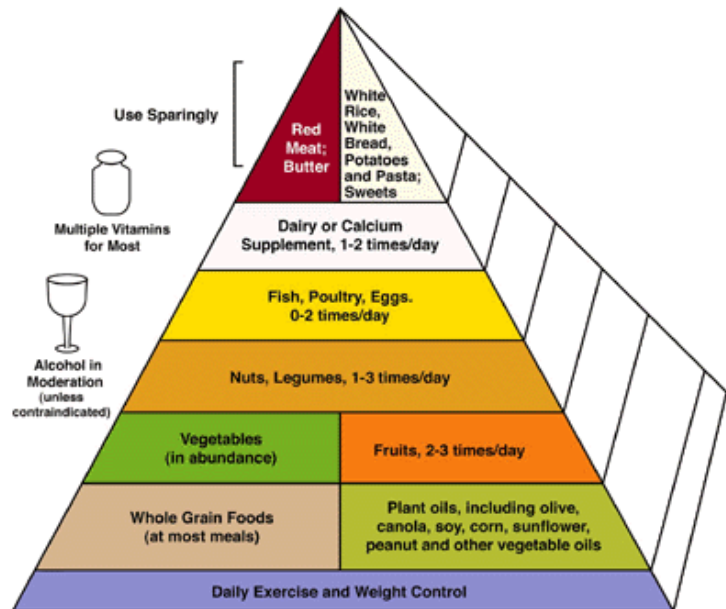 Use Sparingly
Red
Meat;
Butter
White
Rice,
White
Bread,
Potatoes
and Pasta;
Sweets
Multiple Vitamins
for Most
Dairy or Calcium
Supplement, 1-2 times/day
Fish, Poultry, Eggs.
0-2 times/day
Alcohol in
Moderation
(unless
contraindicated)
Nuts, Legumes, 1-3 times/day
Vegetables
(in abundance)
Fruits, 2-3 times/day
Whole Grain Foods
(at most meals)
Plant oils, including olive,
canola, soy, corn, sunflower,
peanut and other vegetable oils
Daily Exercise and Weight Control